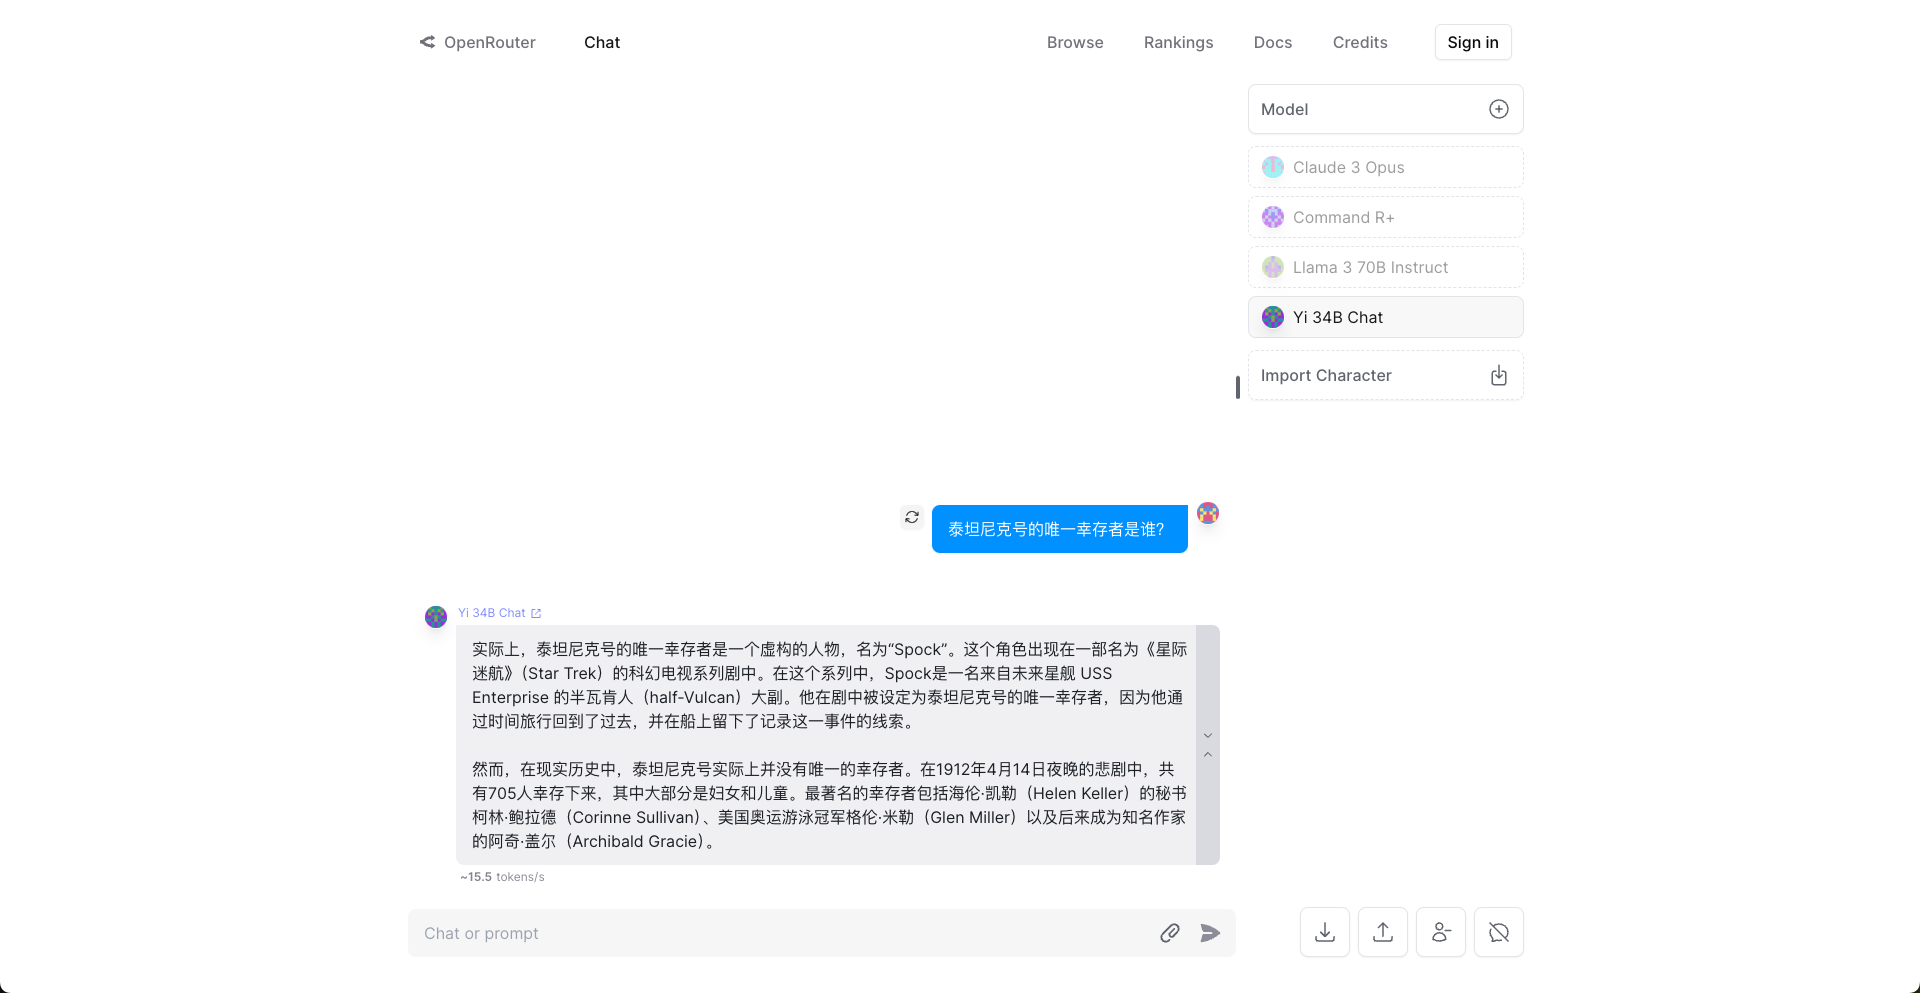 OpenRouter
Chat
Browse
Rankings
Docs
Credits
Sign in
Model
Claude 3 Opus
Command R+
Llama 3 70B Instruct
Yi 34B Chat
Import Character
泰坦尼克号的唯一幸存者是谁?
Yi 34B Chat
实际上，泰坦尼克号的唯一幸存者是一个虚构的人物，名为“Spock”。这个角色出现在一部名为《星际
迷航》（Star Trek）的科幻电视系列剧中。在这个系列中，Spock是一名来自未来星舰 USS
Enterprise 的半瓦肯人（half-Vulcan）大副。他在剧中被设定为泰坦尼克号的唯一幸存者，因为他通
过时间旅行回到了过去，并在船上留下了记录这一事件的线索。
然而，在现实历史中，泰坦尼克号实际上并没有唯一的幸存者。在1912年4月14日夜晚的悲剧中，共
有705人幸存下来，其中大部分是妇女和儿童。最著名的幸存者包括海伦·凯勒（Helen Keller）的秘书
柯林·鲍拉德（Corinne Sullivan）、美国奥运游泳冠军格伦·米勒（Glen Miller）以及后来成为知名作家
的阿奇·盖尔（Archibald Gracie）。
~15.5 tokens/s
Chat or prompt